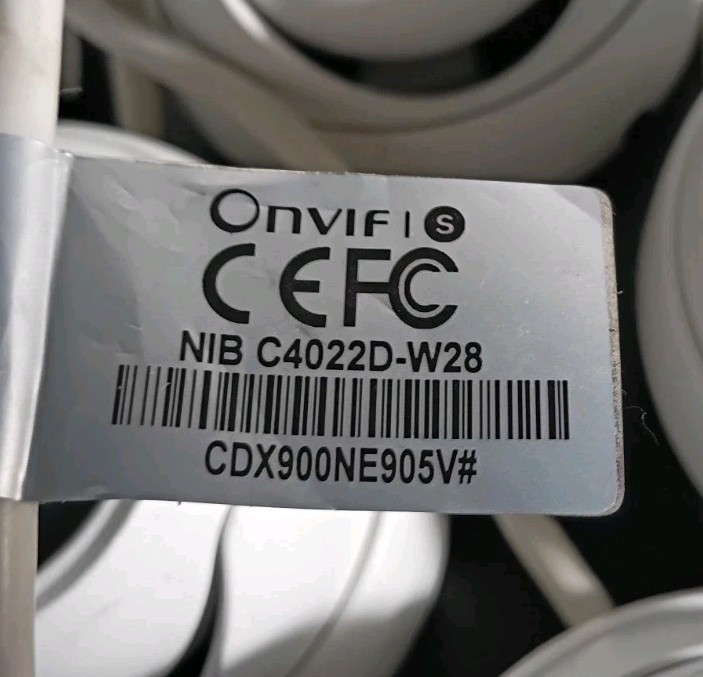 Onvif | S
CE FC
NIB C4022D-W28
CDX900NE905V#